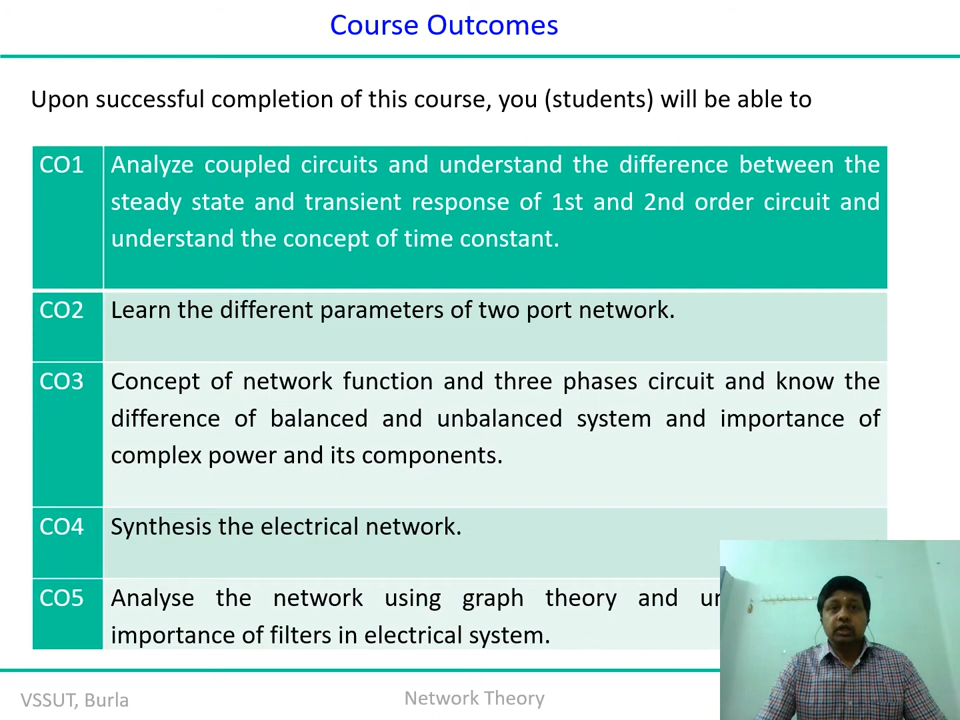 Course Outcomes
Upon successful completion of this course, you (students) will be able to
CO1 Analyze coupled circuits and understand the difference between the
steady state and transient response of 1st and 2nd order circuit and
understand the concept of time constant.
CO2 Learn the different parameters of two port network.
CO3 Concept of network function and three phases circuit and know the
difference of balanced and unbalanced system and importance of
complex power and its components.
CO4 Synthesis the electrical network.
CO5 Analyse the network using graph theory and
importance of filters in electrical system.
VSSUT, Burla Network Theory